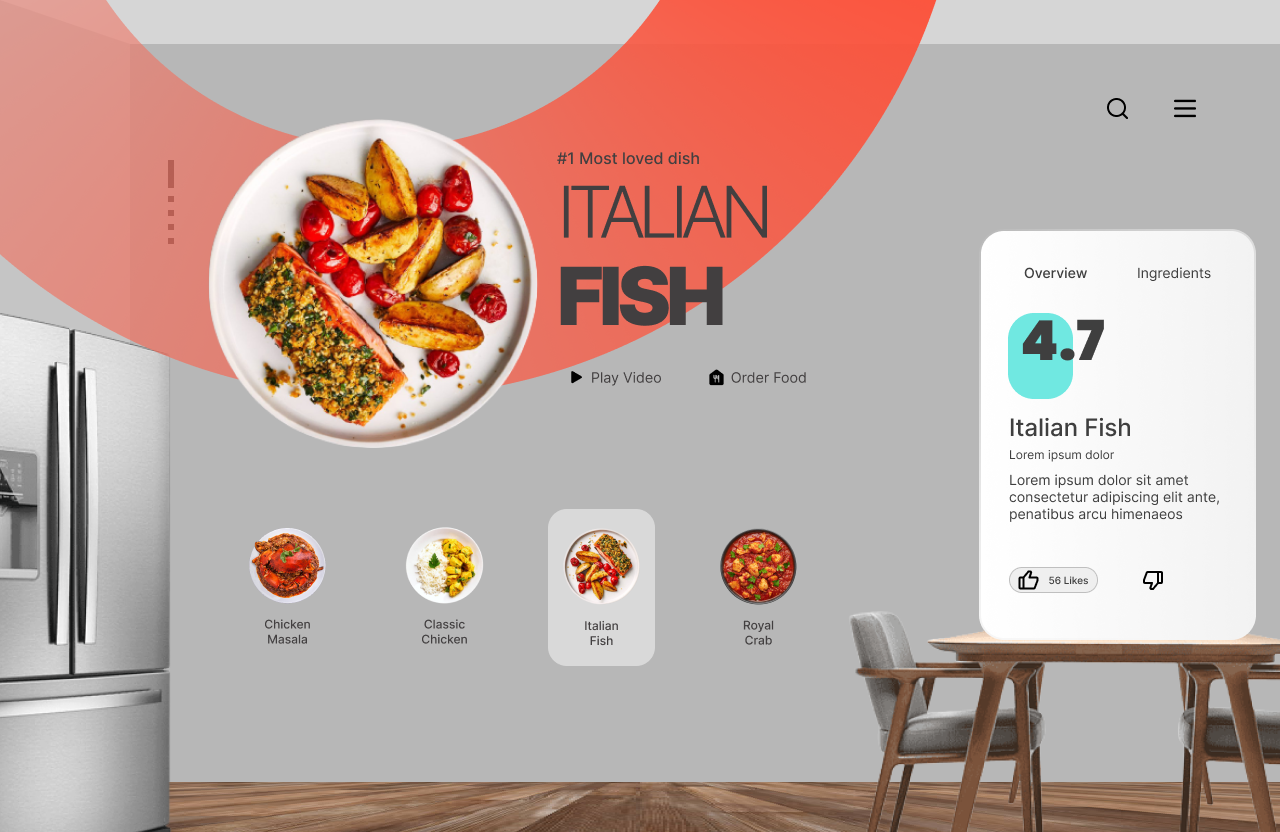 #1 Most loved dish
ITALIAN
FISH
Play Video
Order Food
Overview
Ingredients
4.7
Italian Fish
Lorem ipsum dolor
Lorem ipsum dolor sit amet
consectetur adipiscing elit ante,
penatibus arcu himenaeos
56 Likes
Chicken
Masala
Classic
Chicken
Italian
Fish
Royal
Crab